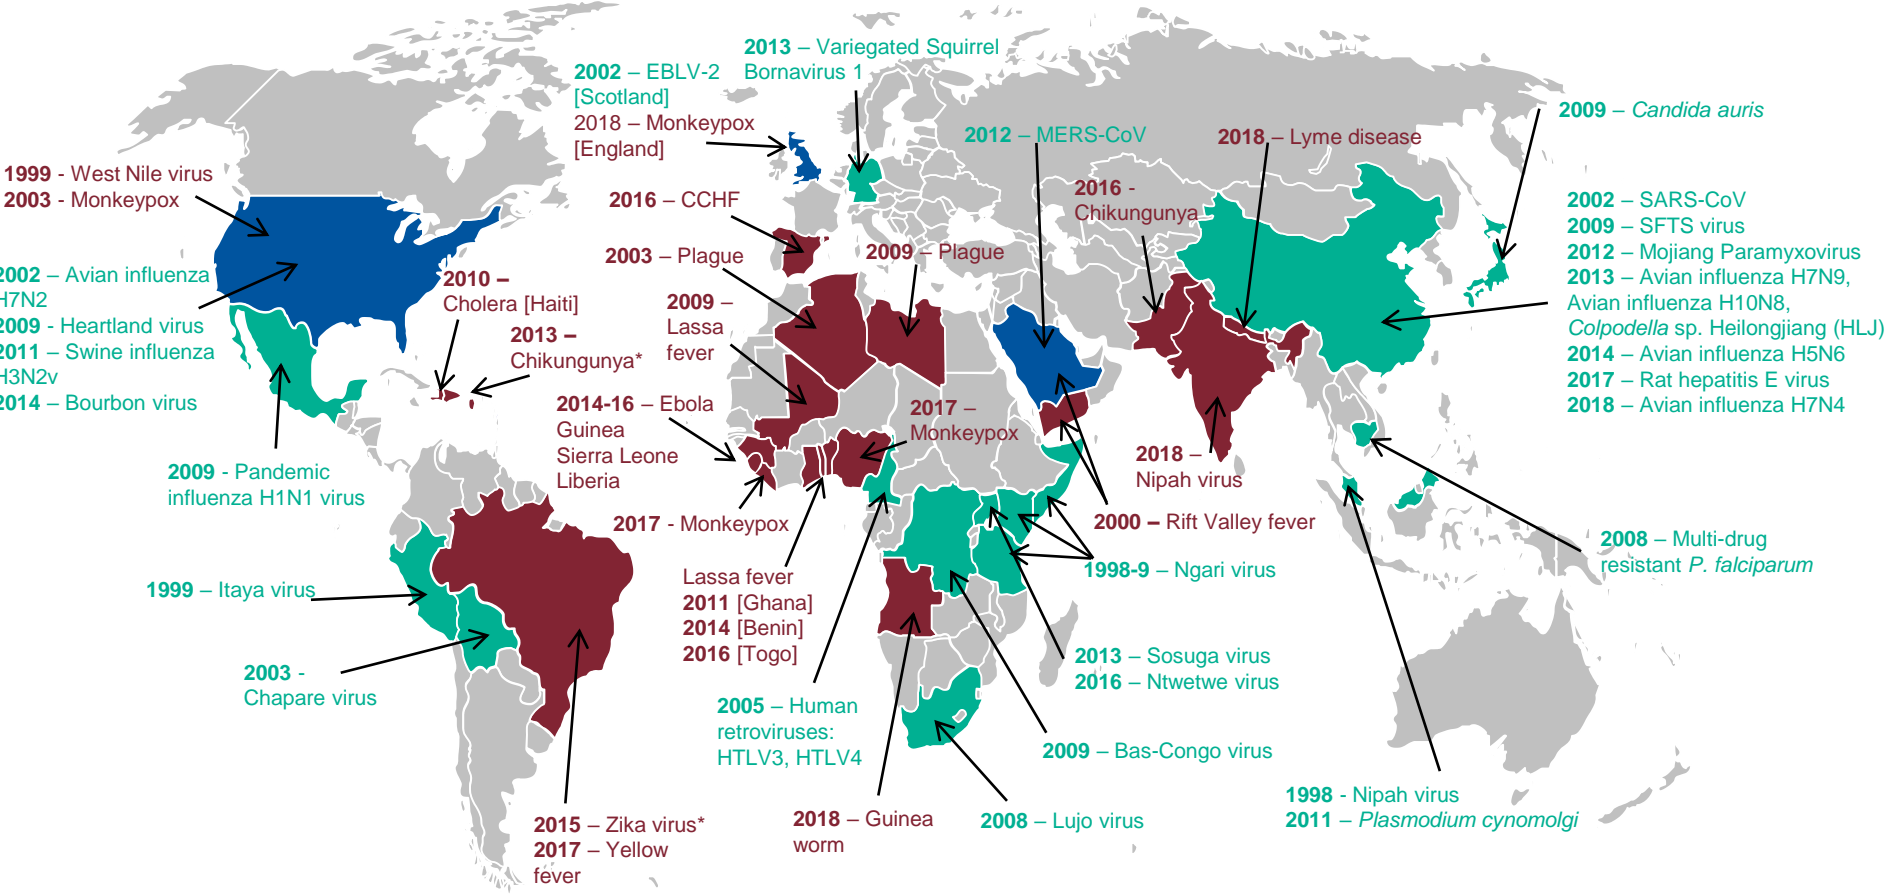 2013 – Variegated Squirrel
Bornavirus 1
2002 – EBLV-2
[Scotland]
2018 – Monkeypox
[England]
2012 – MERS-CoV
2018 – Lyme disease
2009 – Candida auris
1999 - West Nile virus
2003 - Monkeypox
2016 – CCHF
2016 -
Chikungunya
2002 – SARS-CoV
2009 – SFTS virus
2012 – Mojiang Paramyxovirus
2013 – Avian influenza H7N9,
Avian influenza H10N8,
Colpodella sp. Heilongjiang (HLJ)
2014 – Avian influenza H5N6
2017 – Rat hepatitis E virus
2018 – Avian influenza H7N4
2003 – Plague
2009 – Plague
2002 – Avian influenza
H7N2
2009 - Heartland virus
2011 – Swine influenza
H3N2v
2014 – Bourbon virus
2010 –
Cholera [Haiti]
2009 –
Lassa
fever
2013 –
Chikungunya*
2014-16 – Ebola
Guinea
Sierra Leone
Liberia
2017 –
Monkeypox
2018 –
Nipah virus
2009 - Pandemic
influenza H1N1 virus
2017 - Monkeypox
2000 – Rift Valley fever
2008 – Multi-drug
resistant P. falciparum
1999 – Itaya virus
Lassa fever
2011 [Ghana]
2014 [Benin]
2016 [Togo]
1998-9 – Ngari virus
2003 -
Chapare virus
2013 – Sosuga virus
2016 – Ntwetwe virus
2005 – Human
retroviruses:
HTLV3, HTLV4
2009 – Bas-Congo virus
2015 – Zika virus*
2017 – Yellow
fever
2018 – Guinea
worm
2008 – Lujo virus
1998 - Nipah virus
2011 – Plasmodium cynomolgi